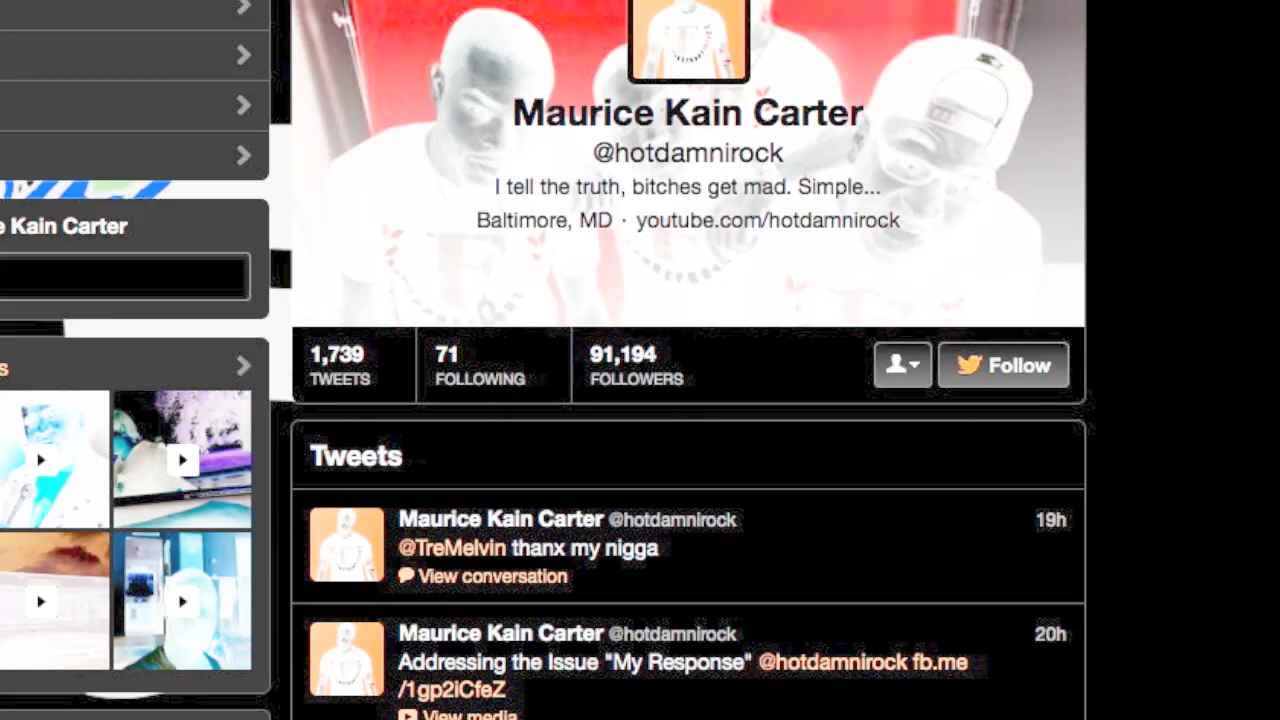 Maurice Kain Carter
@hotdamnirock
I tell the truth, bitches get mad. Simple...
Baltimore, MD · youtube.com/hotdamnirock
e Kain Carter
1,739
TWEETS
71
FOLLOWING
91,194
FOLLOWERS
Follow
s
Tweets
Maurice Kain Carter @hotdamnirock 19h
@TreMelvin thanx my nigga
View conversation
Maurice Kain Carter @hotdamnirock 20h
Addressing the Issue "My Response" @hotdamnirock fb.me
/1gp2lCfeZ
View media